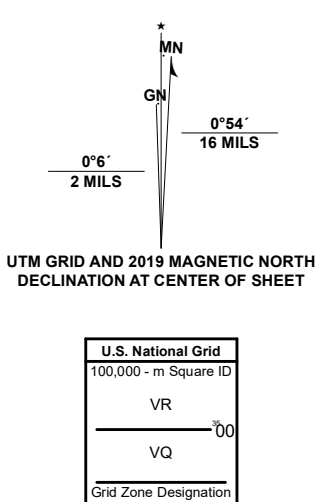 ★
MN
GN
0°54´
16 MILS
0°6´
2 MILS
UTM GRID AND 2019 MAGNETIC NORTH
DECLINATION AT CENTER OF SHEET
U.S. National Grid
100,000 - m Square ID
VR
3500
VQ
Grid Zone Designation